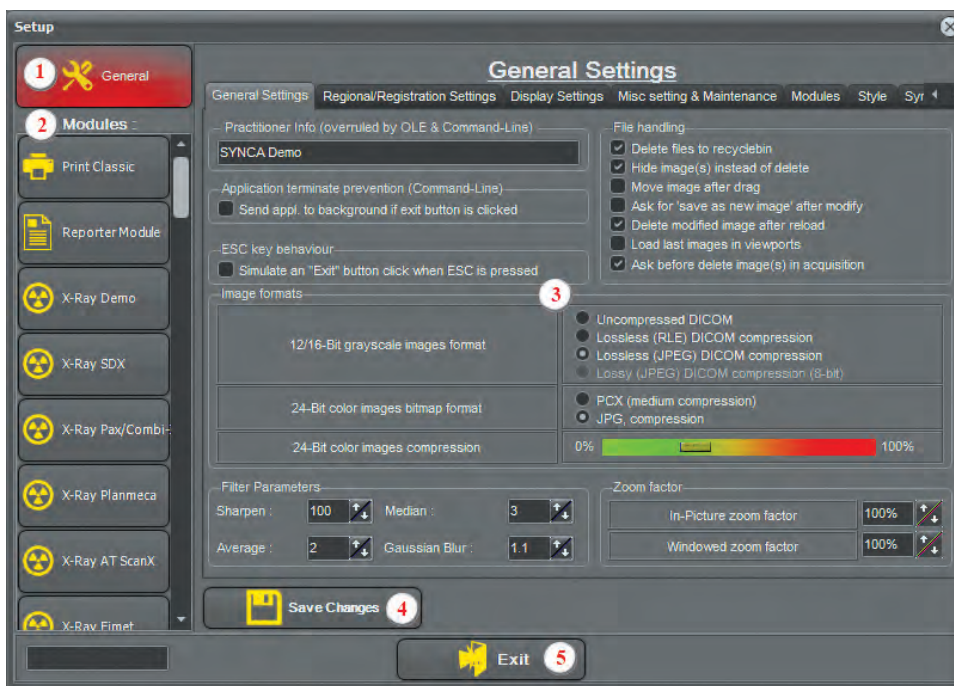 Setup
1 General
2 Modules :
Print Classic
Reporter Module
X-Ray Demo
X-Ray SDX
X-Ray Pax/Combi-
X-Ray Planmeca
X-Ray AT ScanX
X-Ray Fimet
General Settings
General Settings Regional/Registration Settings Display Settings Misc setting & Maintenance Modules Style Syr
Practitioner Info (overruled by OLE & Command-Line)
SYNCA Demo
Application terminate prevention (Command-Line)
Send appl. to background if exit button is clicked
ESC key behaviour
Simulate an "Exit" button click when ESC is pressed
File handling
Delete files to recyclebin
Hide image(s) instead of delete
Move image after drag
Ask for 'save as new image' after modify
Delete modified image after reload
Load last images in viewports
Ask before delete image(s) in acquisition
Image formats
3
12/16-Bit grayscale images format
Uncompressed DICOM
Lossless (RLE) DICOM compression
Lossless (JPEG) DICOM compression
Lossy (JPEG) DICOM compression (8-bit)
24-Bit color images bitmap format
PCX (medium compression)
JPG, compression
24-Bit color images compression
0% 100%
Filter Parameters
Sharpen : 100 Median : 3
Average : 2 Gaussian Blur : 1.1
Zoom factor
In-Picture zoom factor 100%
Windowed zoom factor 100%
Save Changes 4
Exit 5